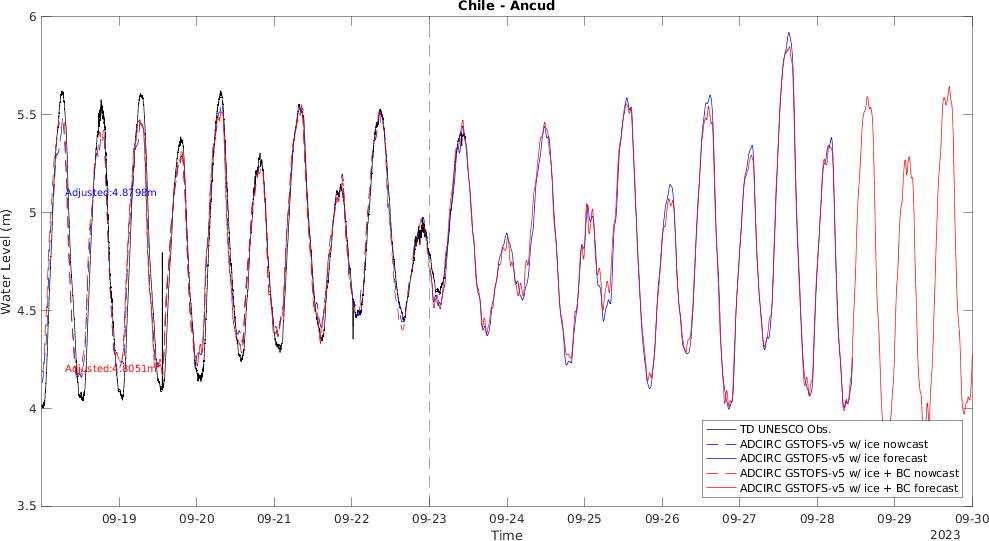 Chile - Ancud
6
5.5
5
4.5
4
3.5
Water Level (m)
Adjusted:4.8798m
Adjusted:4.8051m
TD UNESCO Obs.
ADCIRC GSTOFS-v5 w/ ice nowcast
ADCIRC GSTOFS-v5 w/ ice forecast
ADCIRC GSTOFS-v5 w/ ice + BC nowcast
ADCIRC GSTOFS-v5 w/ ice + BC forecast
09-19 09-20 09-21 09-22 09-23 09-24 09-25 09-26 09-27 09-28 09-29 09-30
Time
2023